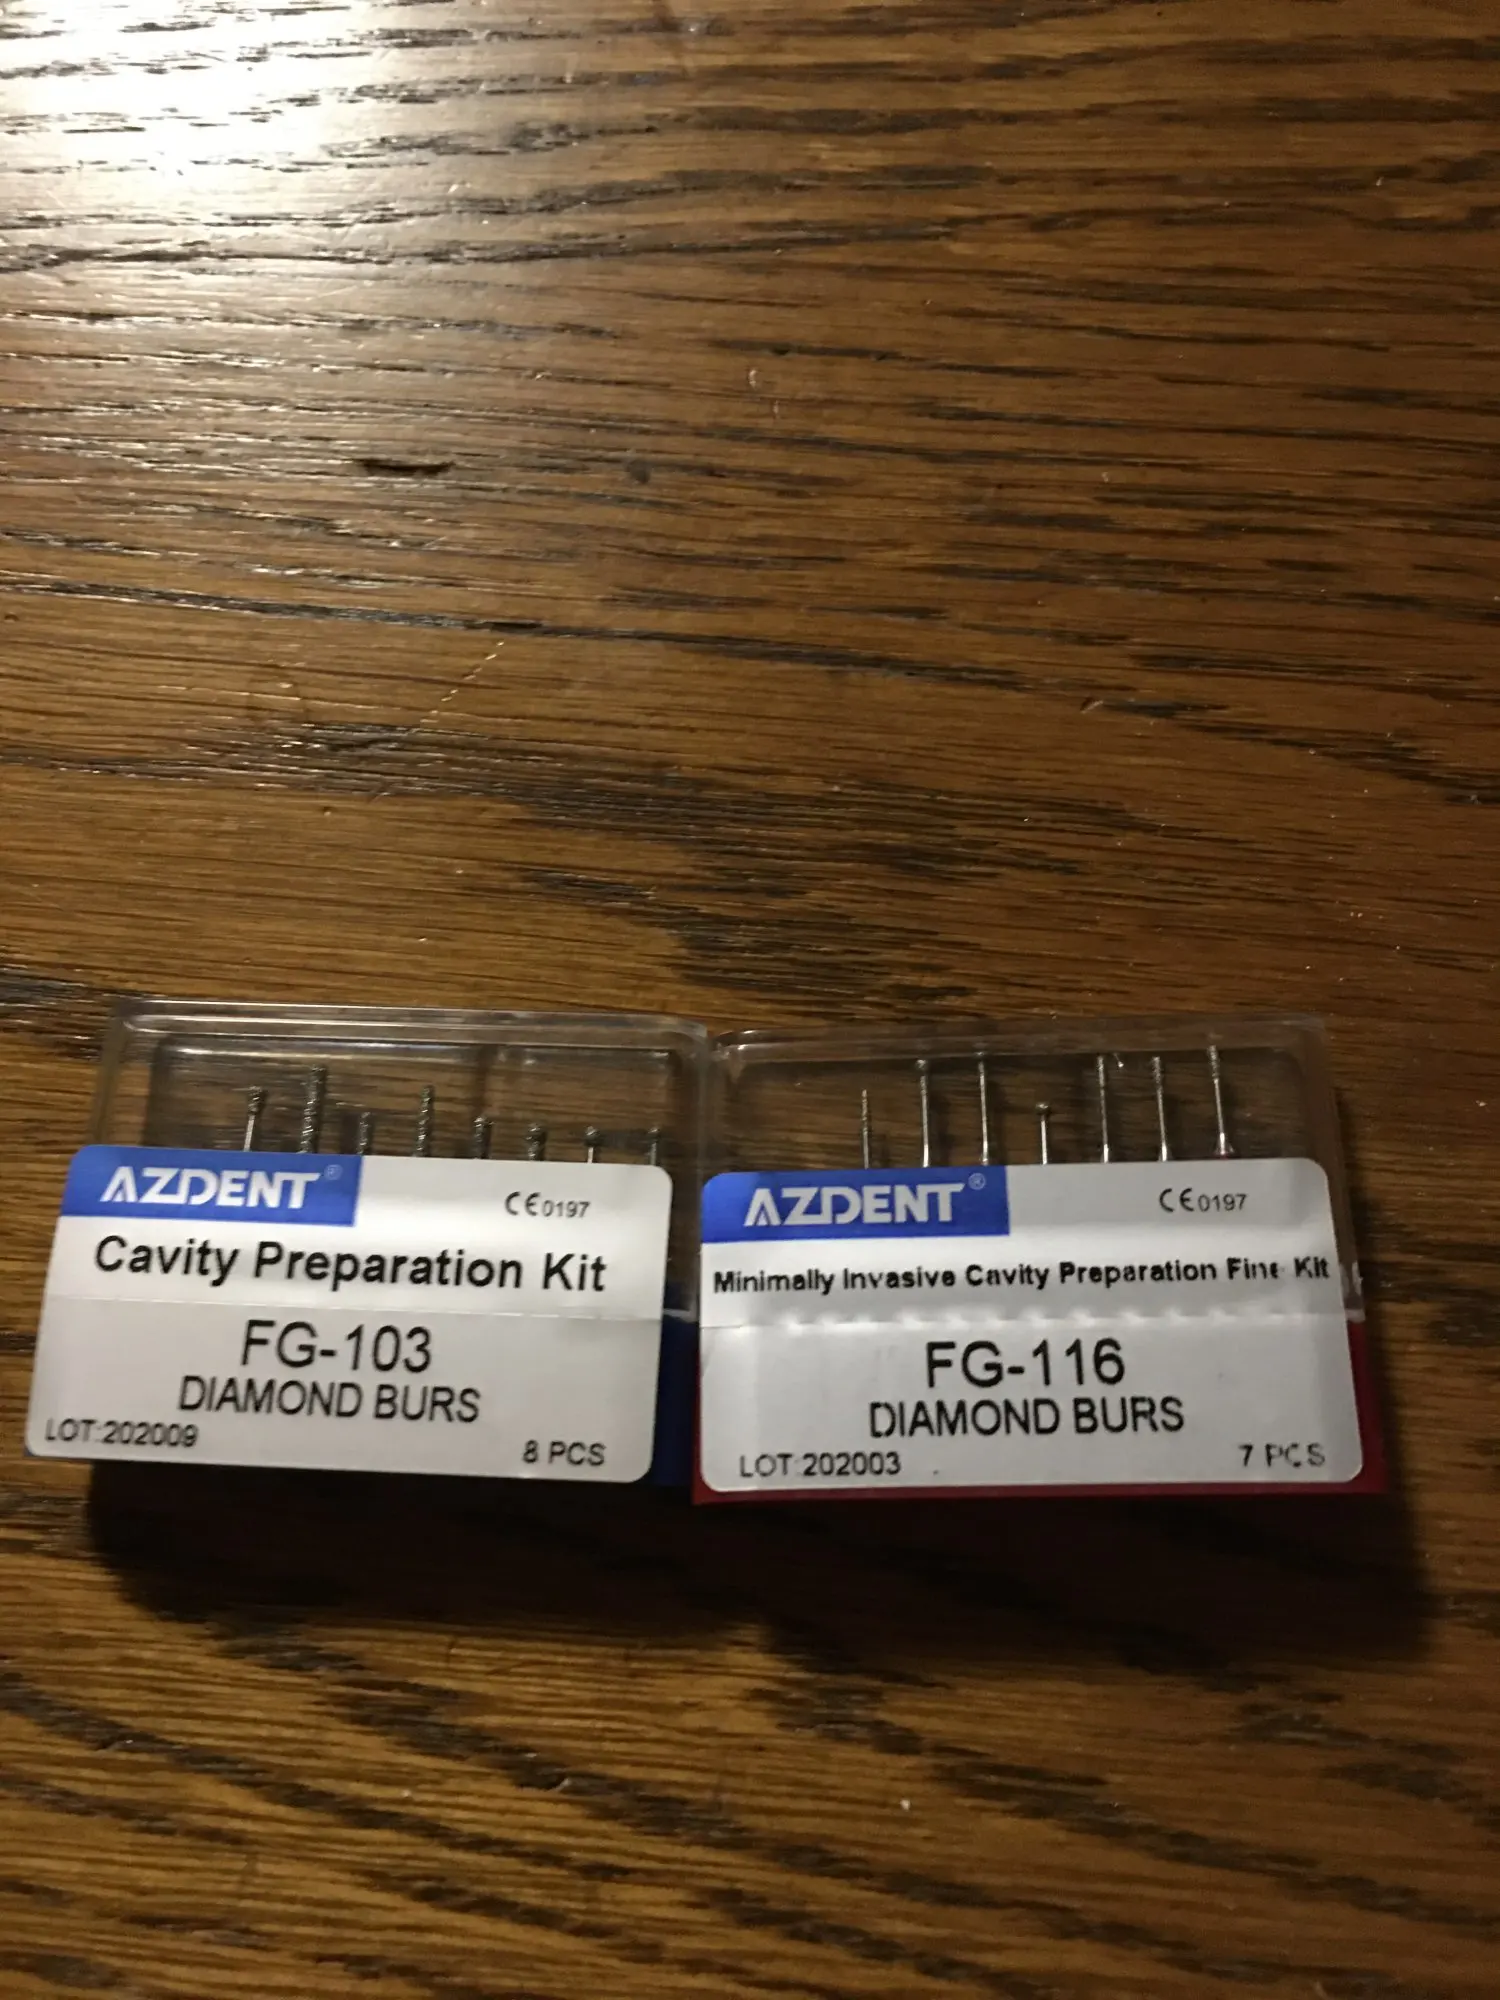 AZDENT®
CE0197
Cavity Preparation Kit
FG-103
DIAMOND BURS
LOT:202009
8 PCS
AZDENT®
CE0197
Minimally Invasive Cavity Preparation Fine Kit
FG-116
DIAMOND BURS
LOT:202003
7 PCS